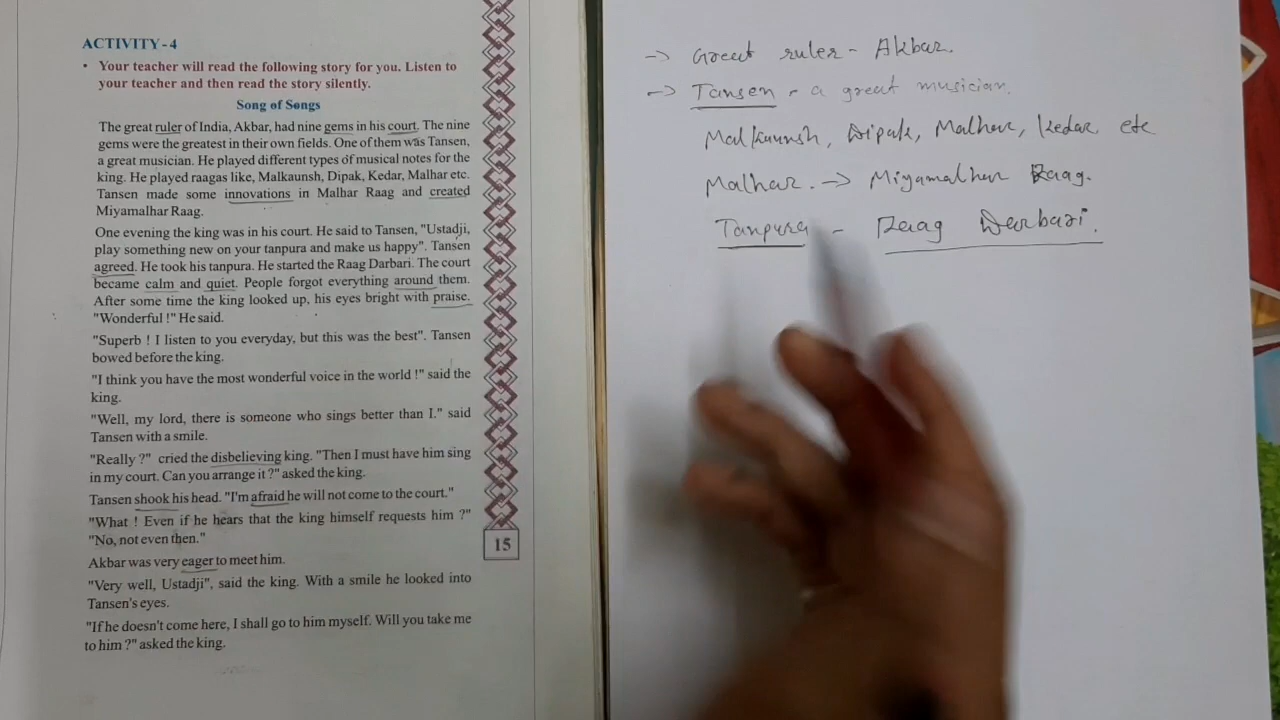 ACTIVITY - 4
• Your teacher will read the following story for you. Listen to
your teacher and then read the story silently.
Song of Songs
The great ruler of India, Akbar, had nine gems in his court. The nine
gems were the greatest in their own fields. One of them was Tansen,
a great musician. He played different types of musical notes for the
king. He played raagas like, Malkaunsh, Dipak, Kedar, Malhar etc.
Tansen made some innovations in Malhar Raag and created
Miyamalhar Raag.
One evening the king was in his court. He said to Tansen, "Ustadji,
play something new on your tanpura and make us happy". Tansen
agreed. He took his tanpura. He started the Raag Darbari. The court
became calm and quiet. People forgot everything around them.
After some time the king looked up, his eyes bright with praise.
"Wonderful !" He said.
"Superb ! I listen to you everyday, but this was the best". Tansen
bowed before the king.
"I think you have the most wonderful voice in the world !" said the
king.
"Well, my lord, there is someone who sings better than I." said
Tansen with a smile.
"Really ?" cried the disbelieving king. "Then I must have him sing
in my court. Can you arrange it ?" asked the king.
Tansen shook his head. "I'm afraid he will not come to the court."
"What ! Even if he hears that the king himself requests him ?"
"No, not even then."
Akbar was very eager to meet him.
"Very well, Ustadji", said the king. With a smile he looked into
Tansen's eyes.
"If he doesn't come here, I shall go to him myself. Will you take me
to him ?" asked the king.
15
→ Great ruler - Akbar.
→ Tansen - a great musician.
Malkaunsh, Dipak, Malhar, Kedar, etc
Malhar. → Miyamalhar Raag.
Tanpura - Raag Darbari.